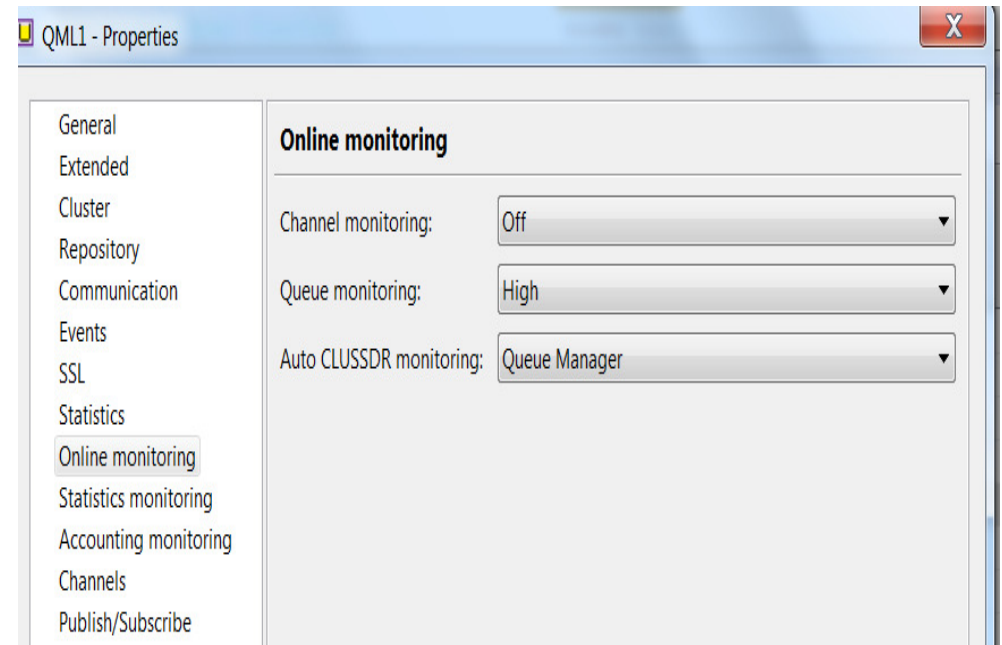 QML1 - Properties
X
General
Extended
Cluster
Repository
Communication
Events
SSL
Statistics
Online monitoring
Statistics monitoring
Accounting monitoring
Channels
Publish/Subscribe
Online monitoring
Channel monitoring: Off
Queue monitoring: High
Auto CLUSSDR monitoring: Queue Manager